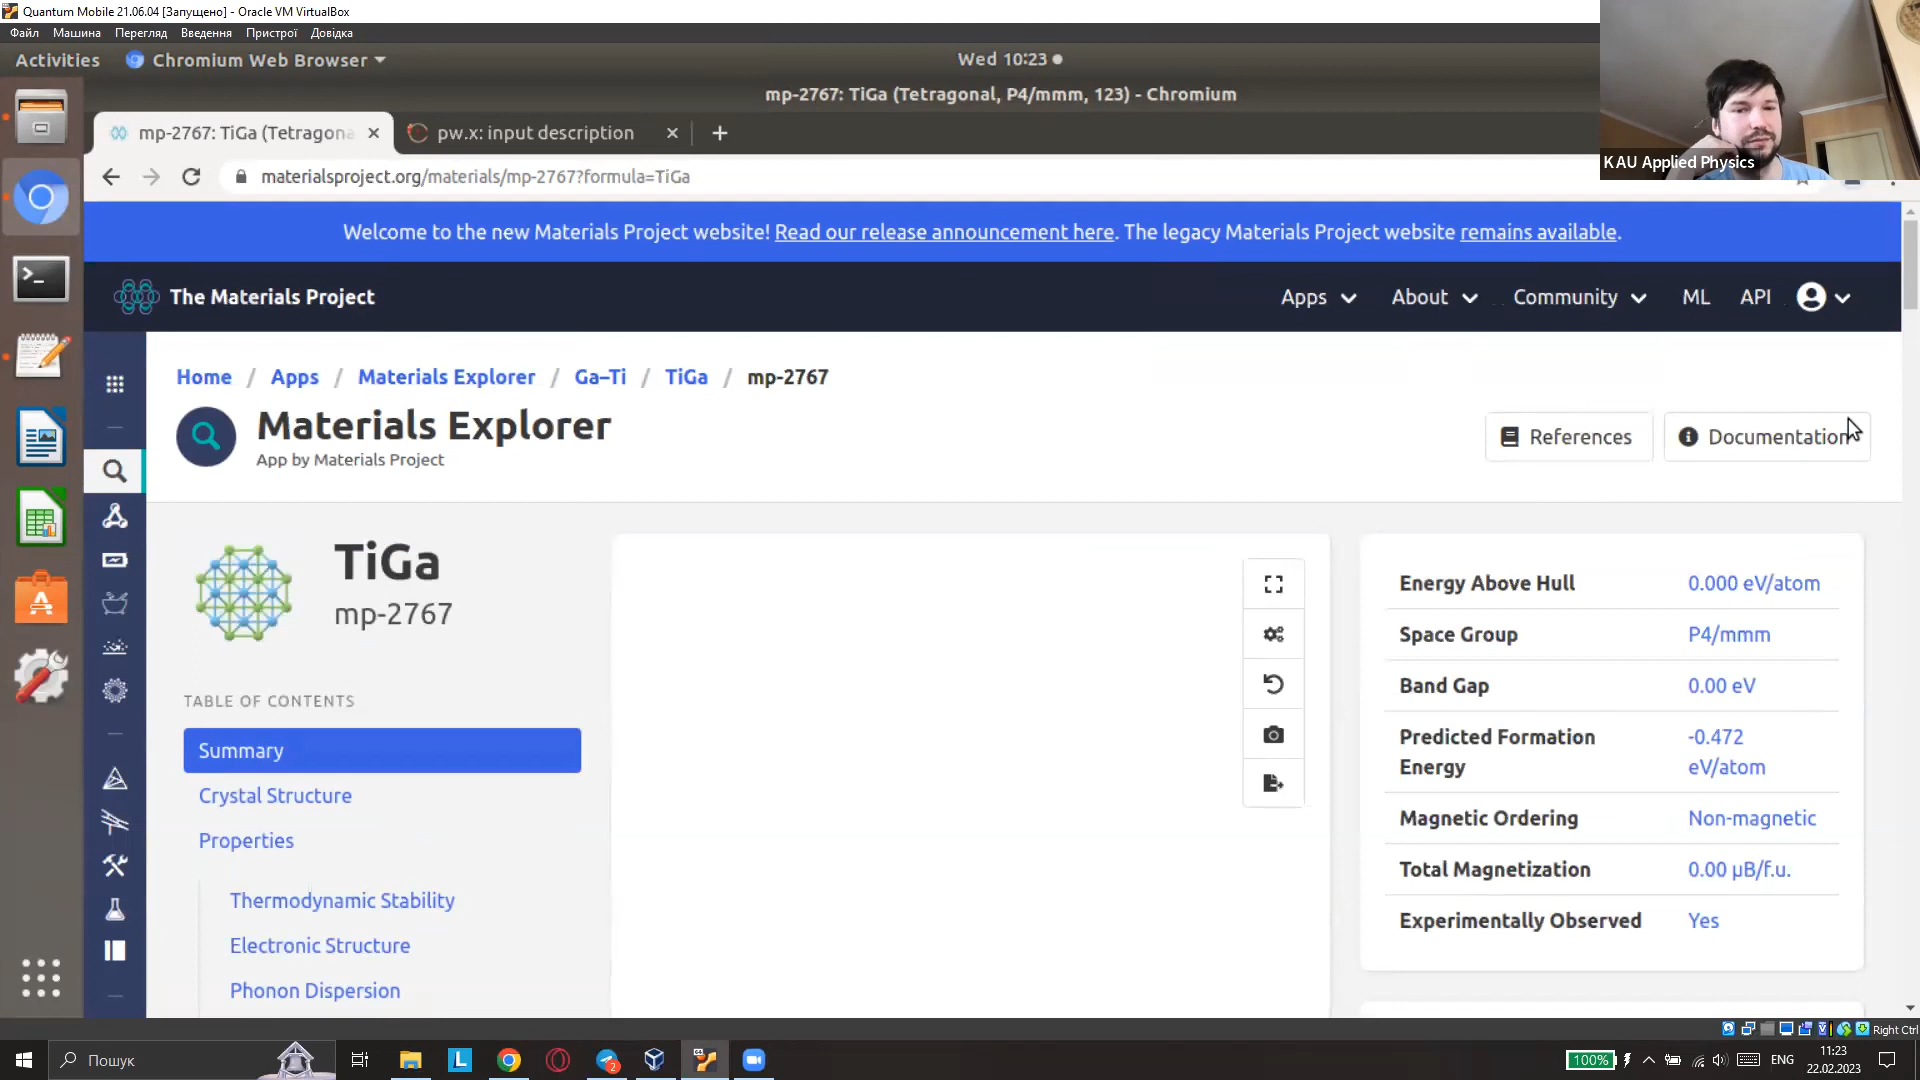 Quantum Mobile 21.06.04 [Запущено] - Oracle VM VirtualBox
Файл Машина Перегляд Введення Пристрої Довідка
Activities Chromium Web Browser Wed 10:23
mp-2767: TiGa (Tetragonal, P4/mmm, 123) - Chromium
mp-2767: TiGa (Tetragona pw.x: input description
materialsproject.org/materials/mp-2767?formula=TiGa
KAU Applied Physics
Welcome to the new Materials Project website! Read our release announcement here. The legacy Materials Project website remains available.
The Materials Project Apps About Community ML API
Home / Apps / Materials Explorer / Ga–Ti / TiGa / mp-2767
Materials Explorer
App by Materials Project
References Documentation
TiGa
mp-2767
TABLE OF CONTENTS
Summary
Crystal Structure
Properties
Thermodynamic Stability
Electronic Structure
Phonon Dispersion
Energy Above Hull 0.000 eV/atom
Space Group P4/mmm
Band Gap 0.00 eV
Predicted Formation Energy -0.472 eV/atom
Magnetic Ordering Non-magnetic
Total Magnetization 0.00 µB/f.u.
Experimentally Observed Yes
Right Ctrl
Пошук
2
100%
ENG
11:23
22.02.2023